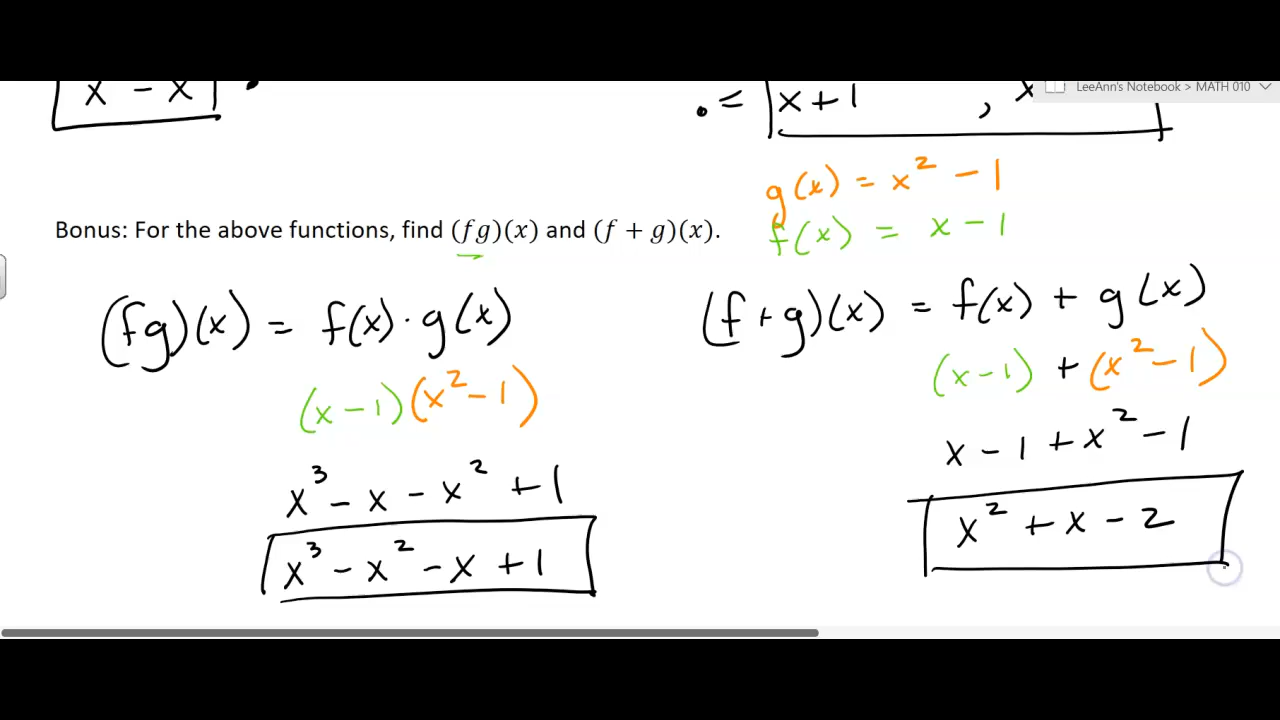 LeeAnn's Notebook > MATH 010
x - x
= x+1 , x
g(x) = x² - 1
f(x) = x - 1
Bonus: For the above functions, find (fg)(x) and (f + g)(x).
(fg)(x) = f(x) · g(x)
(x-1)(x²-1)
x³ - x - x² + 1
x³ - x² - x + 1
(f+g)(x) = f(x) + g(x)
(x-1) + (x²-1)
x - 1 + x² - 1
x² + x - 2